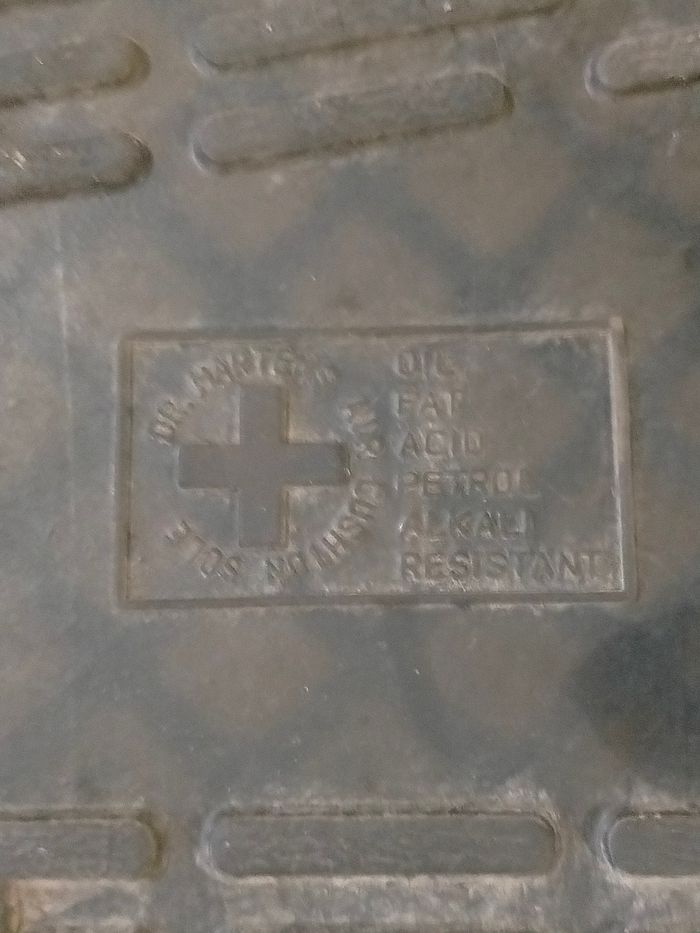 DR. MARTENS AIR CUSHION SOLE
OIL
FAT
ACID
PETROL
ALKALI
RESISTANT